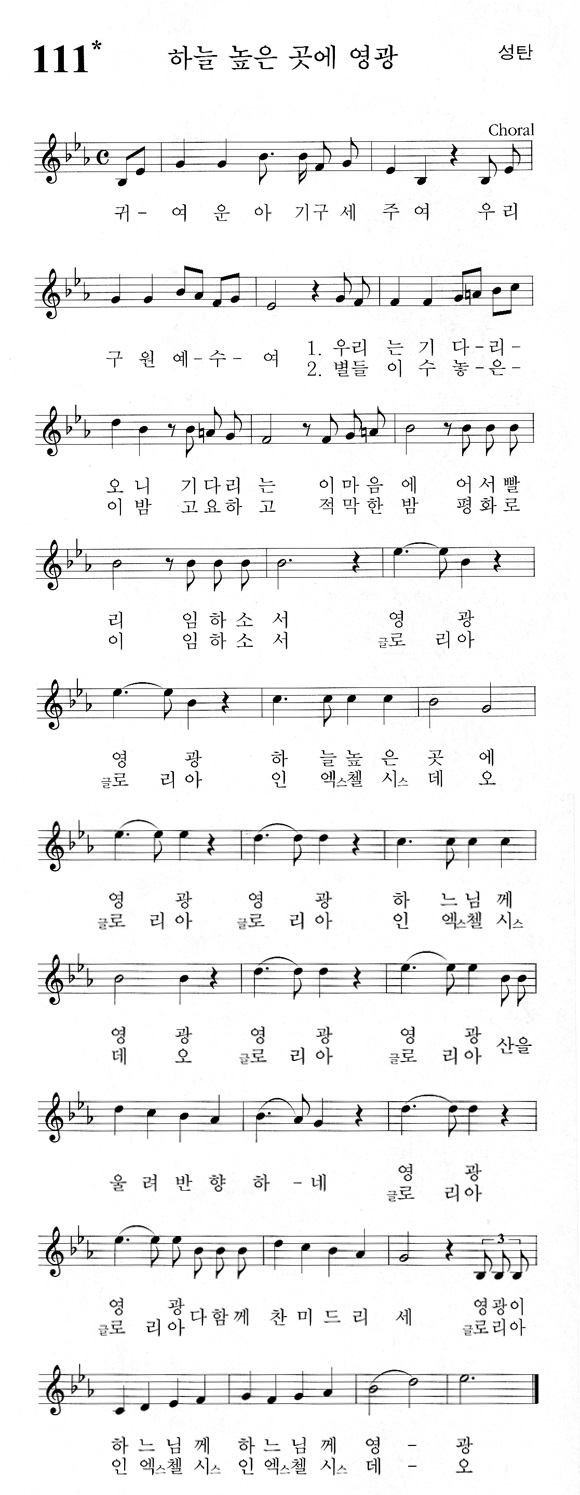 111* 하늘 높은 곳에 영광 성탄
Choral
귀 - 여 운 아 기구 세 주 여 우 리
구 원 예 - 수 - 여 1. 우리 는 기 다 - 리 -
2. 별들 이 수 놓 - 은 -
오 니 기다리 는 이마음 에 어서빨
이 밤 고요하 고 적막한 밤 평화로
리 임하소 서 영 광
이 임하소 서 글로 리아
영 광 하 늘높은 곳 에
글로 리아 인 엑스첼 시스 데 오
영 광 영 광 하 느님께
글로 리아 글로 리아 인 엑스첼 시스
영 광 영 광 영 광 산을
데 오 글로 리아 글로 리아
울 려 반 향 하 - 네 영 광
글로 리아
3
영 광 다함께 찬 미 드 리 세 영광이
글로 리아 글로리아
하 느 님 께 하 느 님 께 영 - 광
인 엑스첼 시스 인 엑스첼 시스 데 - 오